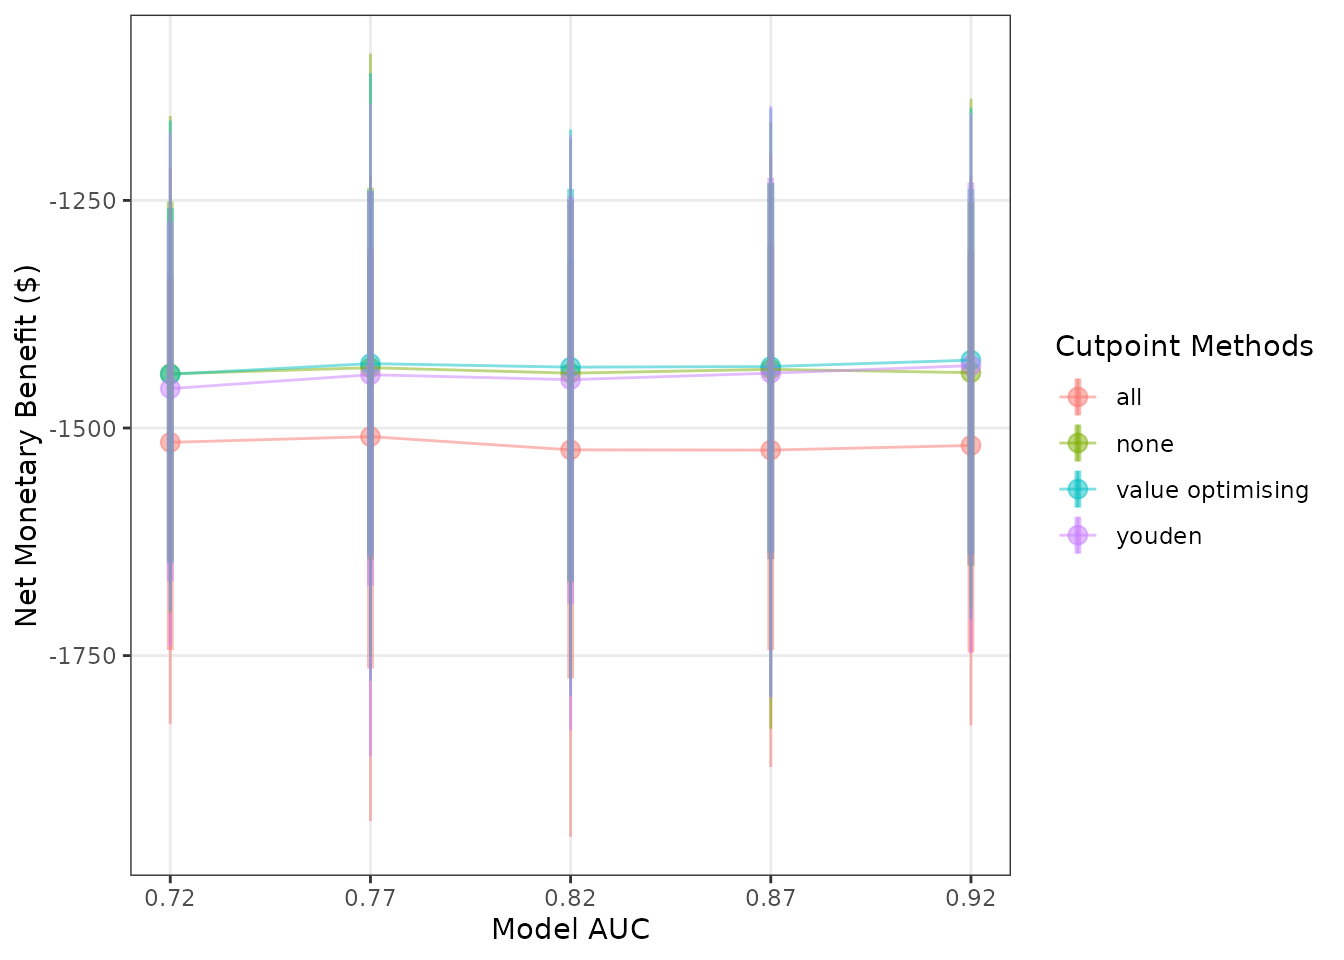 Net Monetary Benefit ($)
-1250
-1500
-1750
0.72
0.77
0.82
0.87
0.92
Model AUC
Cutpoint Methods
all
none
value optimising
youden